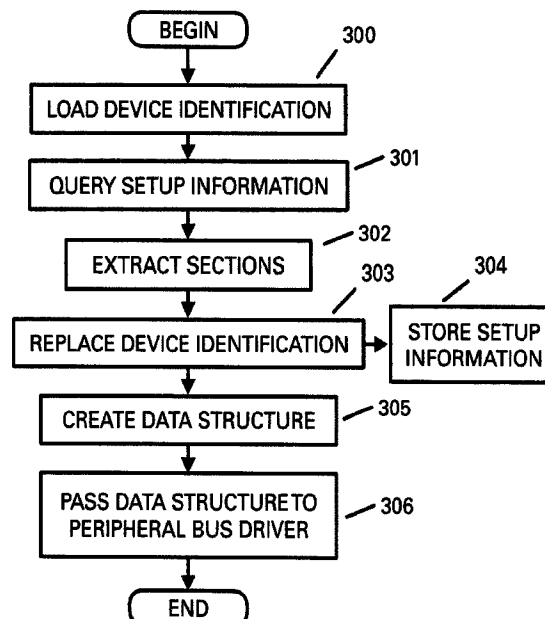 BEGIN
300
LOAD DEVICE IDENTIFICATION
301
QUERY SETUP INFORMATION
302
EXTRACT SECTIONS
303
304
REPLACE DEVICE IDENTIFICATION
STORE SETUP
INFORMATION
CREATE DATA STRUCTURE
305
PASS DATA STRUCTURE TO
PERIPHERAL BUS DRIVER
306
END